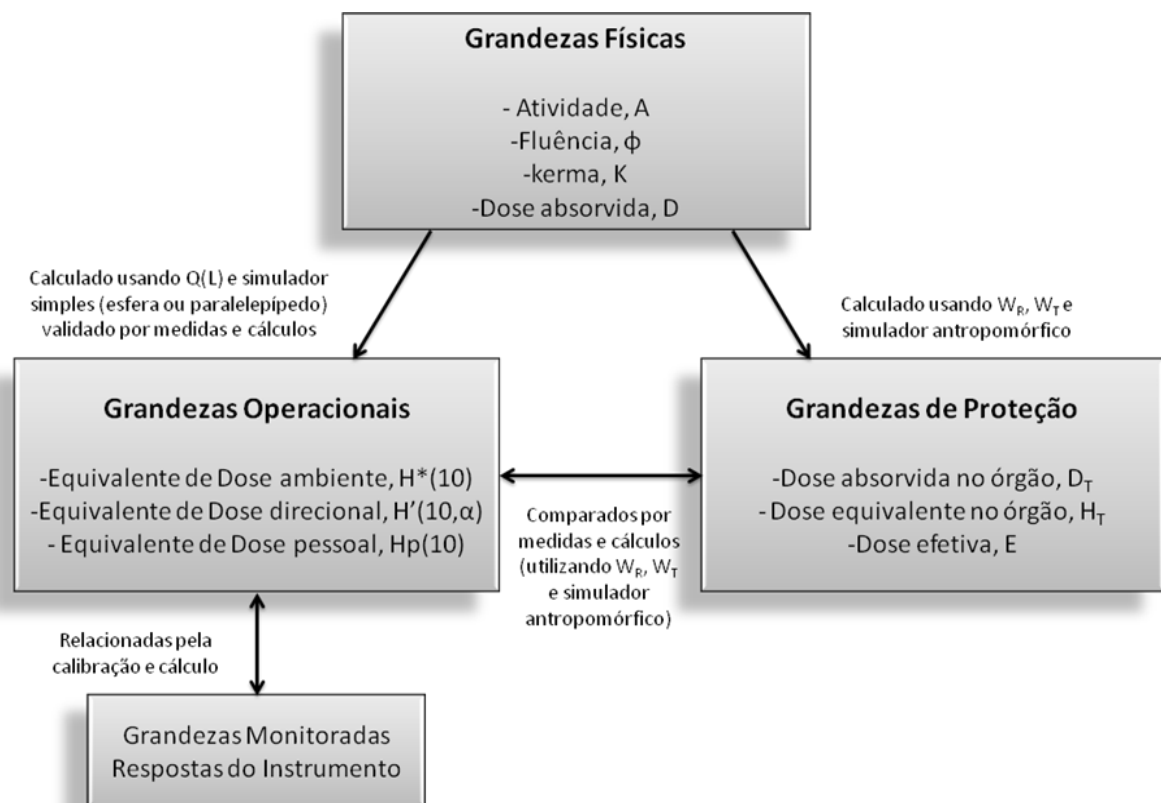 Grandezas Físicas
- Atividade, A
-Fluência, ϕ
-kerma, K
-Dose absorvida, D
Calculado usando Q(L) e simulador
simples (esfera ou paralelepípedo)
validado por medidas e cálculos
Calculado usando W_R, W_T e
simulador antropomórfico
Grandezas Operacionais
-Equivalente de Dose ambiente, H*(10)
-Equivalente de Dose direcional, H’(10,α)
- Equivalente de Dose pessoal, Hp(10)
Comparados por
medidas e cálculos
(utilizando W_R, W_T
e simulador
antropomórfico)
Grandezas de Proteção
-Dose absorvida no órgão, D_T
- Dose equivalente no órgão, H_T
-Dose efetiva, E
Relacionadas pela
calibração e cálculo
Grandezas Monitoradas
Respostas do Instrumento